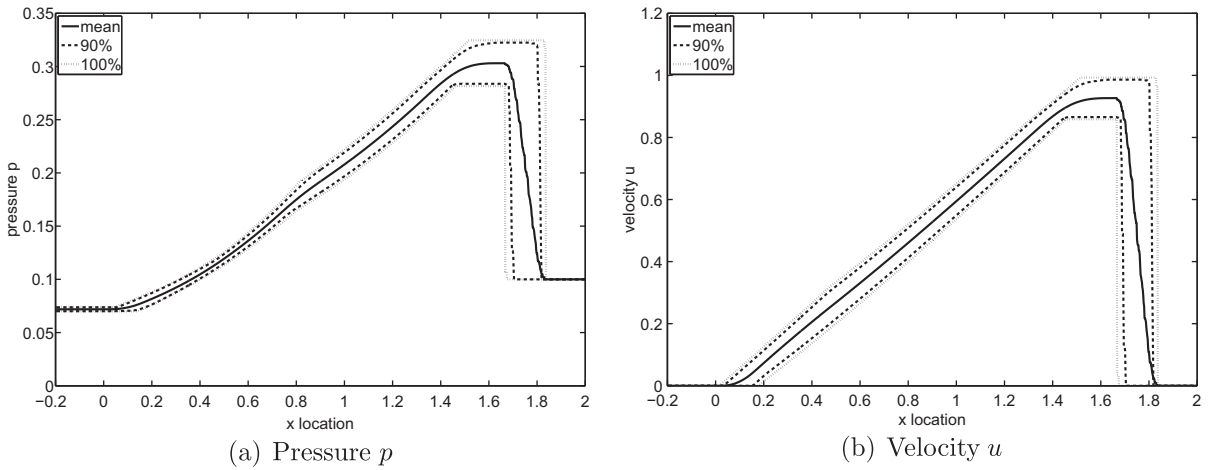 0.35
0.3
0.25
0.2
0.15
0.1
0.05
0
pressure p
mean
90%
100%
−0.2 0 0.2 0.4 0.6 0.8 1 1.2 1.4 1.6 1.8 2
x location
(a) Pressure p
1.2
1
0.8
0.6
0.4
0.2
0
velocity u
mean
90%
100%
−0.2 0 0.2 0.4 0.6 0.8 1 1.2 1.4 1.6 1.8 2
x location
(b) Velocity u